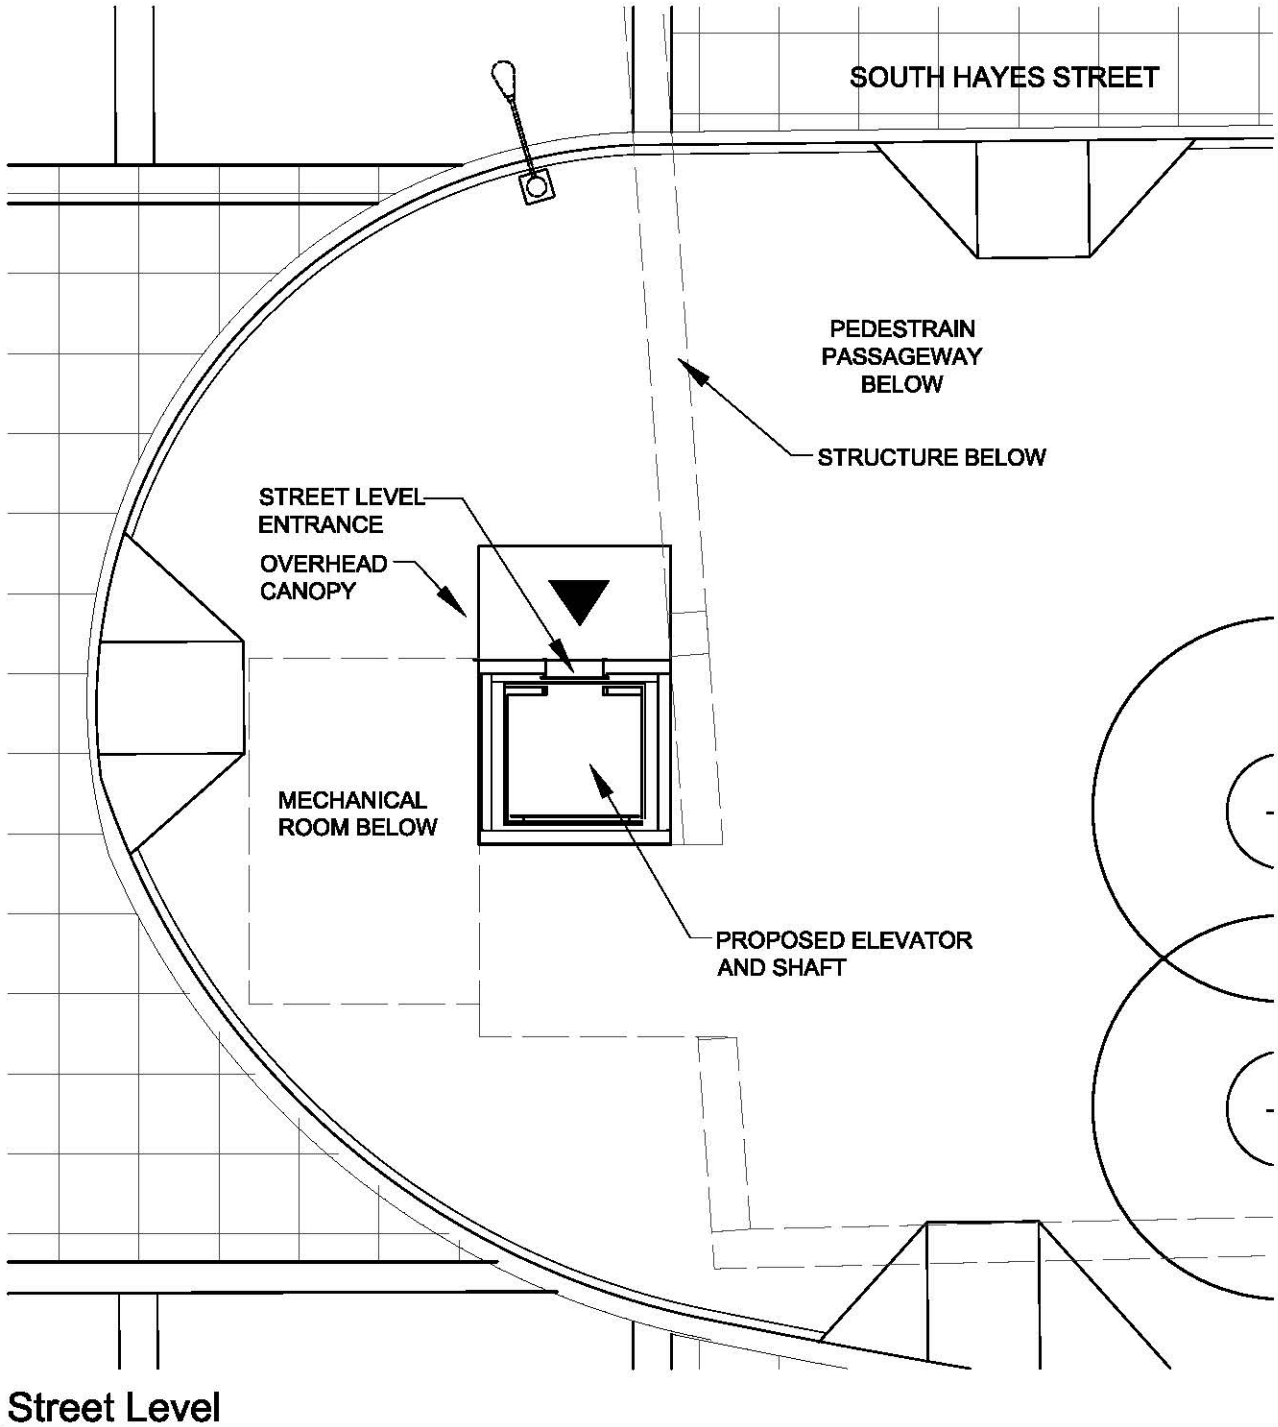 SOUTH HAYES STREET
PEDESTRAIN
PASSAGEWAY
BELOW
STRUCTURE BELOW
STREET LEVEL
ENTRANCE
OVERHEAD
CANOPY
MECHANICAL
ROOM BELOW
PROPOSED ELEVATOR
AND SHAFT
Street Level